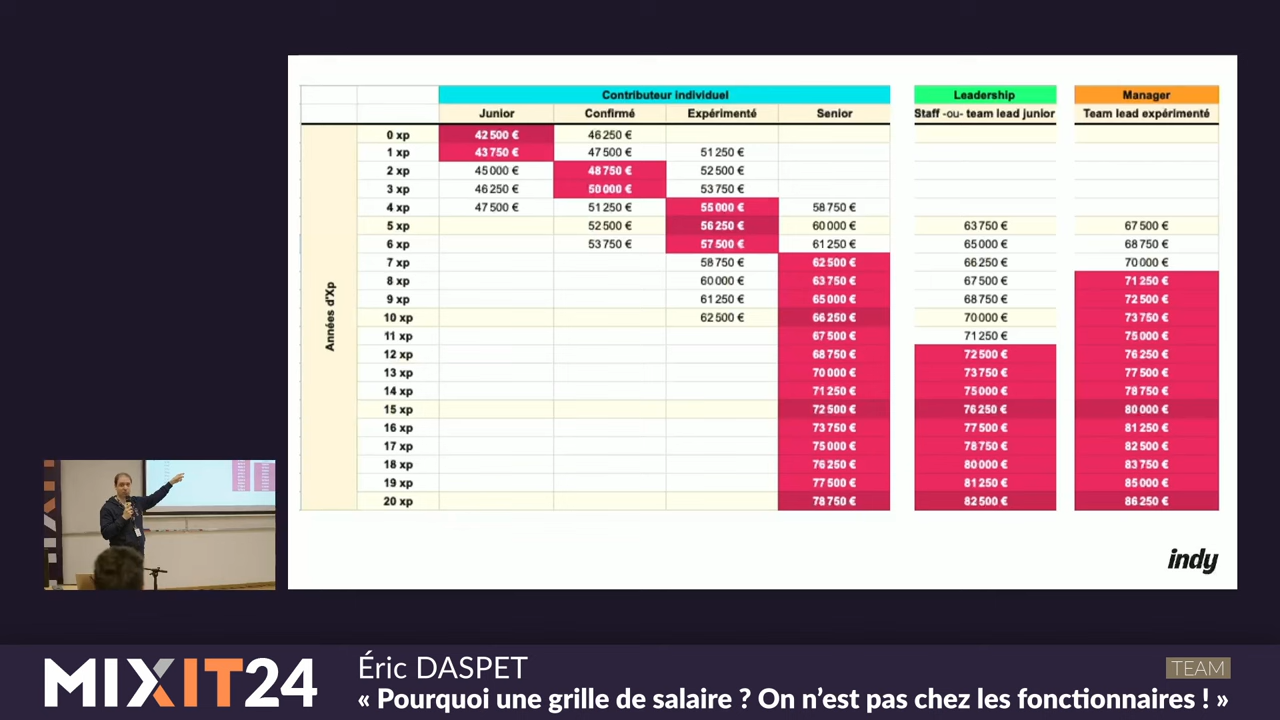 Contributeur individuel Leadership Manager
Junior Confirmé Expérimenté Senior Staff -ou- team lead junior Team lead expérimenté
Années d'Xp
0 xp 42 500 € 46 250 €
1 xp 43 750 € 47 500 € 51 250 €
2 xp 45 000 € 48 750 € 52 500 €
3 xp 46 250 € 50 000 € 53 750 €
4 xp 47 500 € 51 250 € 55 000 € 58 750 €
5 xp 52 500 € 56 250 € 60 000 € 63 750 € 67 500 €
6 xp 53 750 € 57 500 € 61 250 € 65 000 € 68 750 €
7 xp 58 750 € 62 500 € 66 250 € 70 000 €
8 xp 60 000 € 63 750 € 67 500 € 71 250 €
9 xp 61 250 € 65 000 € 68 750 € 72 500 €
10 xp 62 500 € 66 250 € 70 000 € 73 750 €
11 xp 67 500 € 71 250 € 75 000 €
12 xp 68 750 € 72 500 € 76 250 €
13 xp 70 000 € 73 750 € 77 500 €
14 xp 71 250 € 75 000 € 78 750 €
15 xp 72 500 € 76 250 € 80 000 €
16 xp 73 750 € 77 500 € 81 250 €
17 xp 75 000 € 78 750 € 82 500 €
18 xp 76 250 € 80 000 € 83 750 €
19 xp 77 500 € 81 250 € 85 000 €
20 xp 78 750 € 82 500 € 86 250 €
indy
MIXIT24
Éric DASPET
TEAM
« Pourquoi une grille de salaire ? On n'est pas chez les fonctionnaires ! »